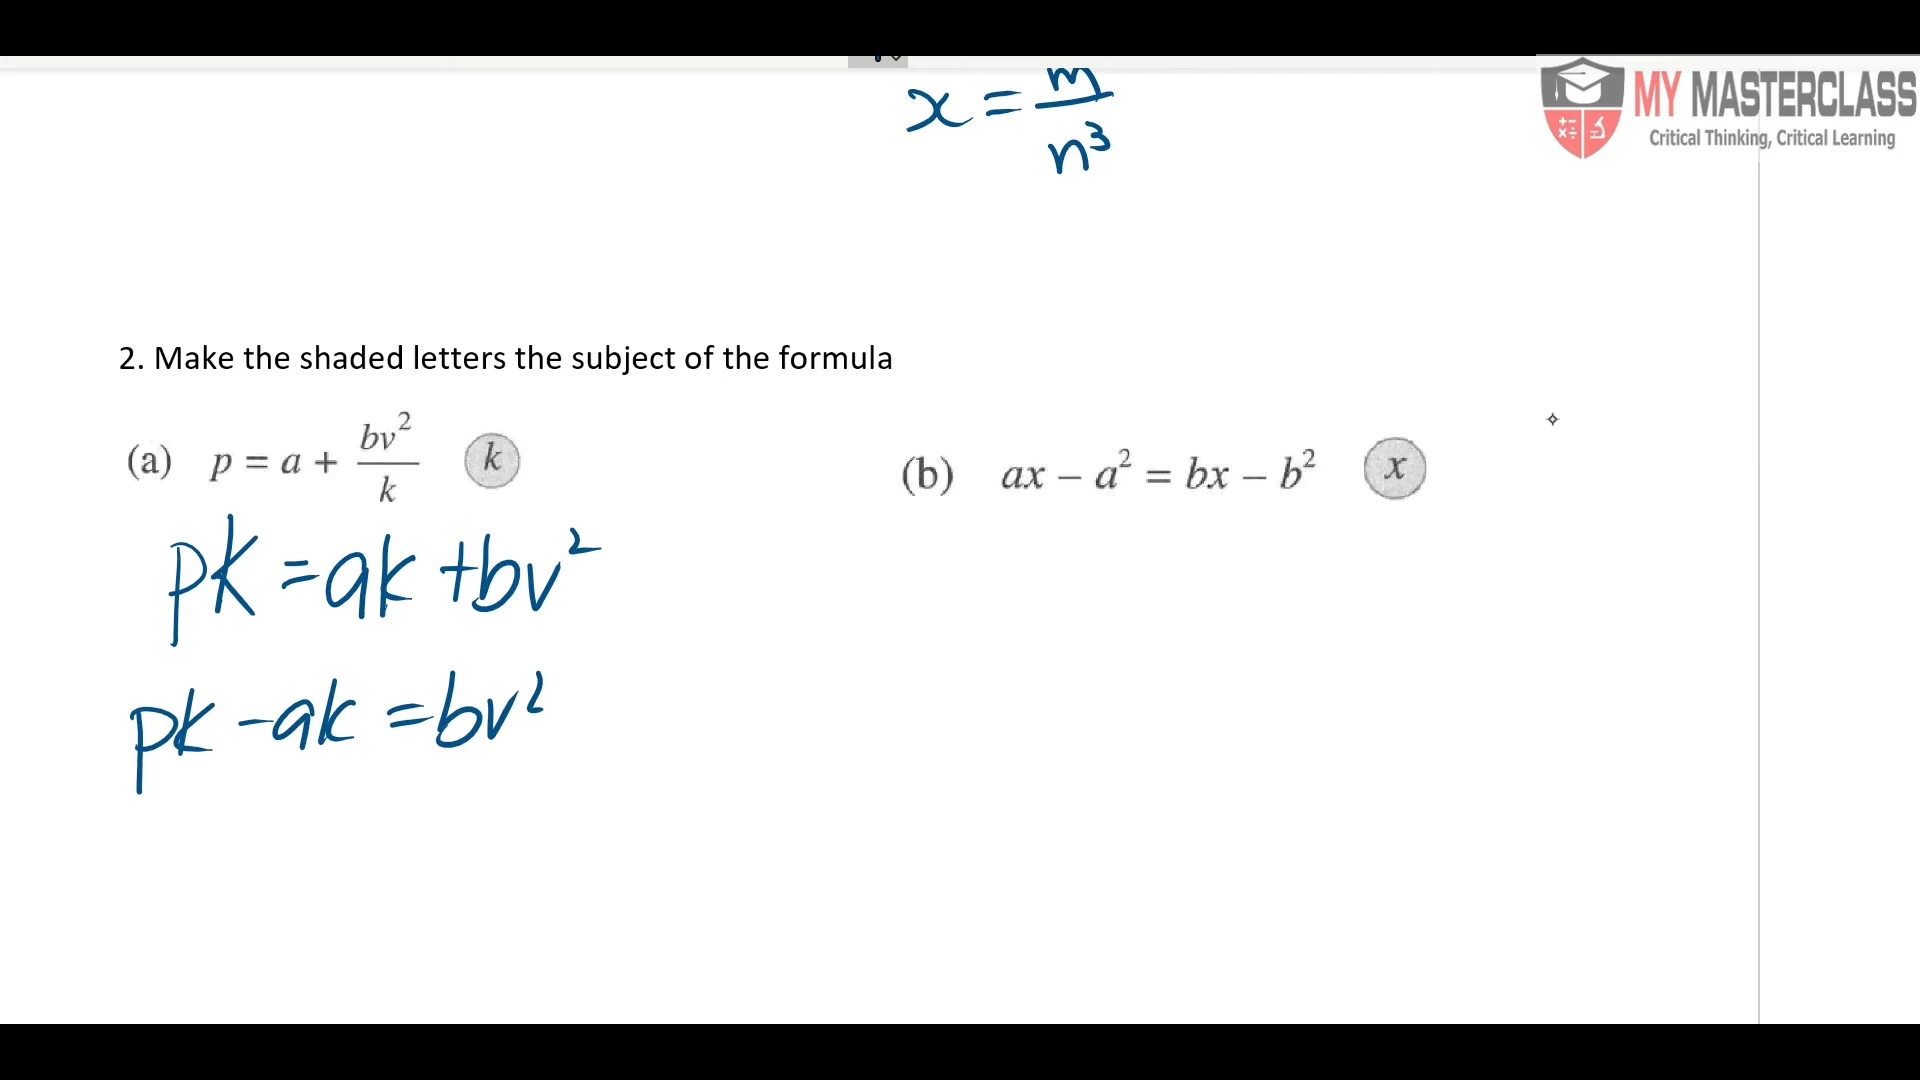 x = m/n³
MY MASTERCLASS
Critical Thinking, Critical Learning
2. Make the shaded letters the subject of the formula
(a) p = a + bv²/k k
(b) ax – a² = bx – b² x
pk = ak + bv²
pk - ak = bv²